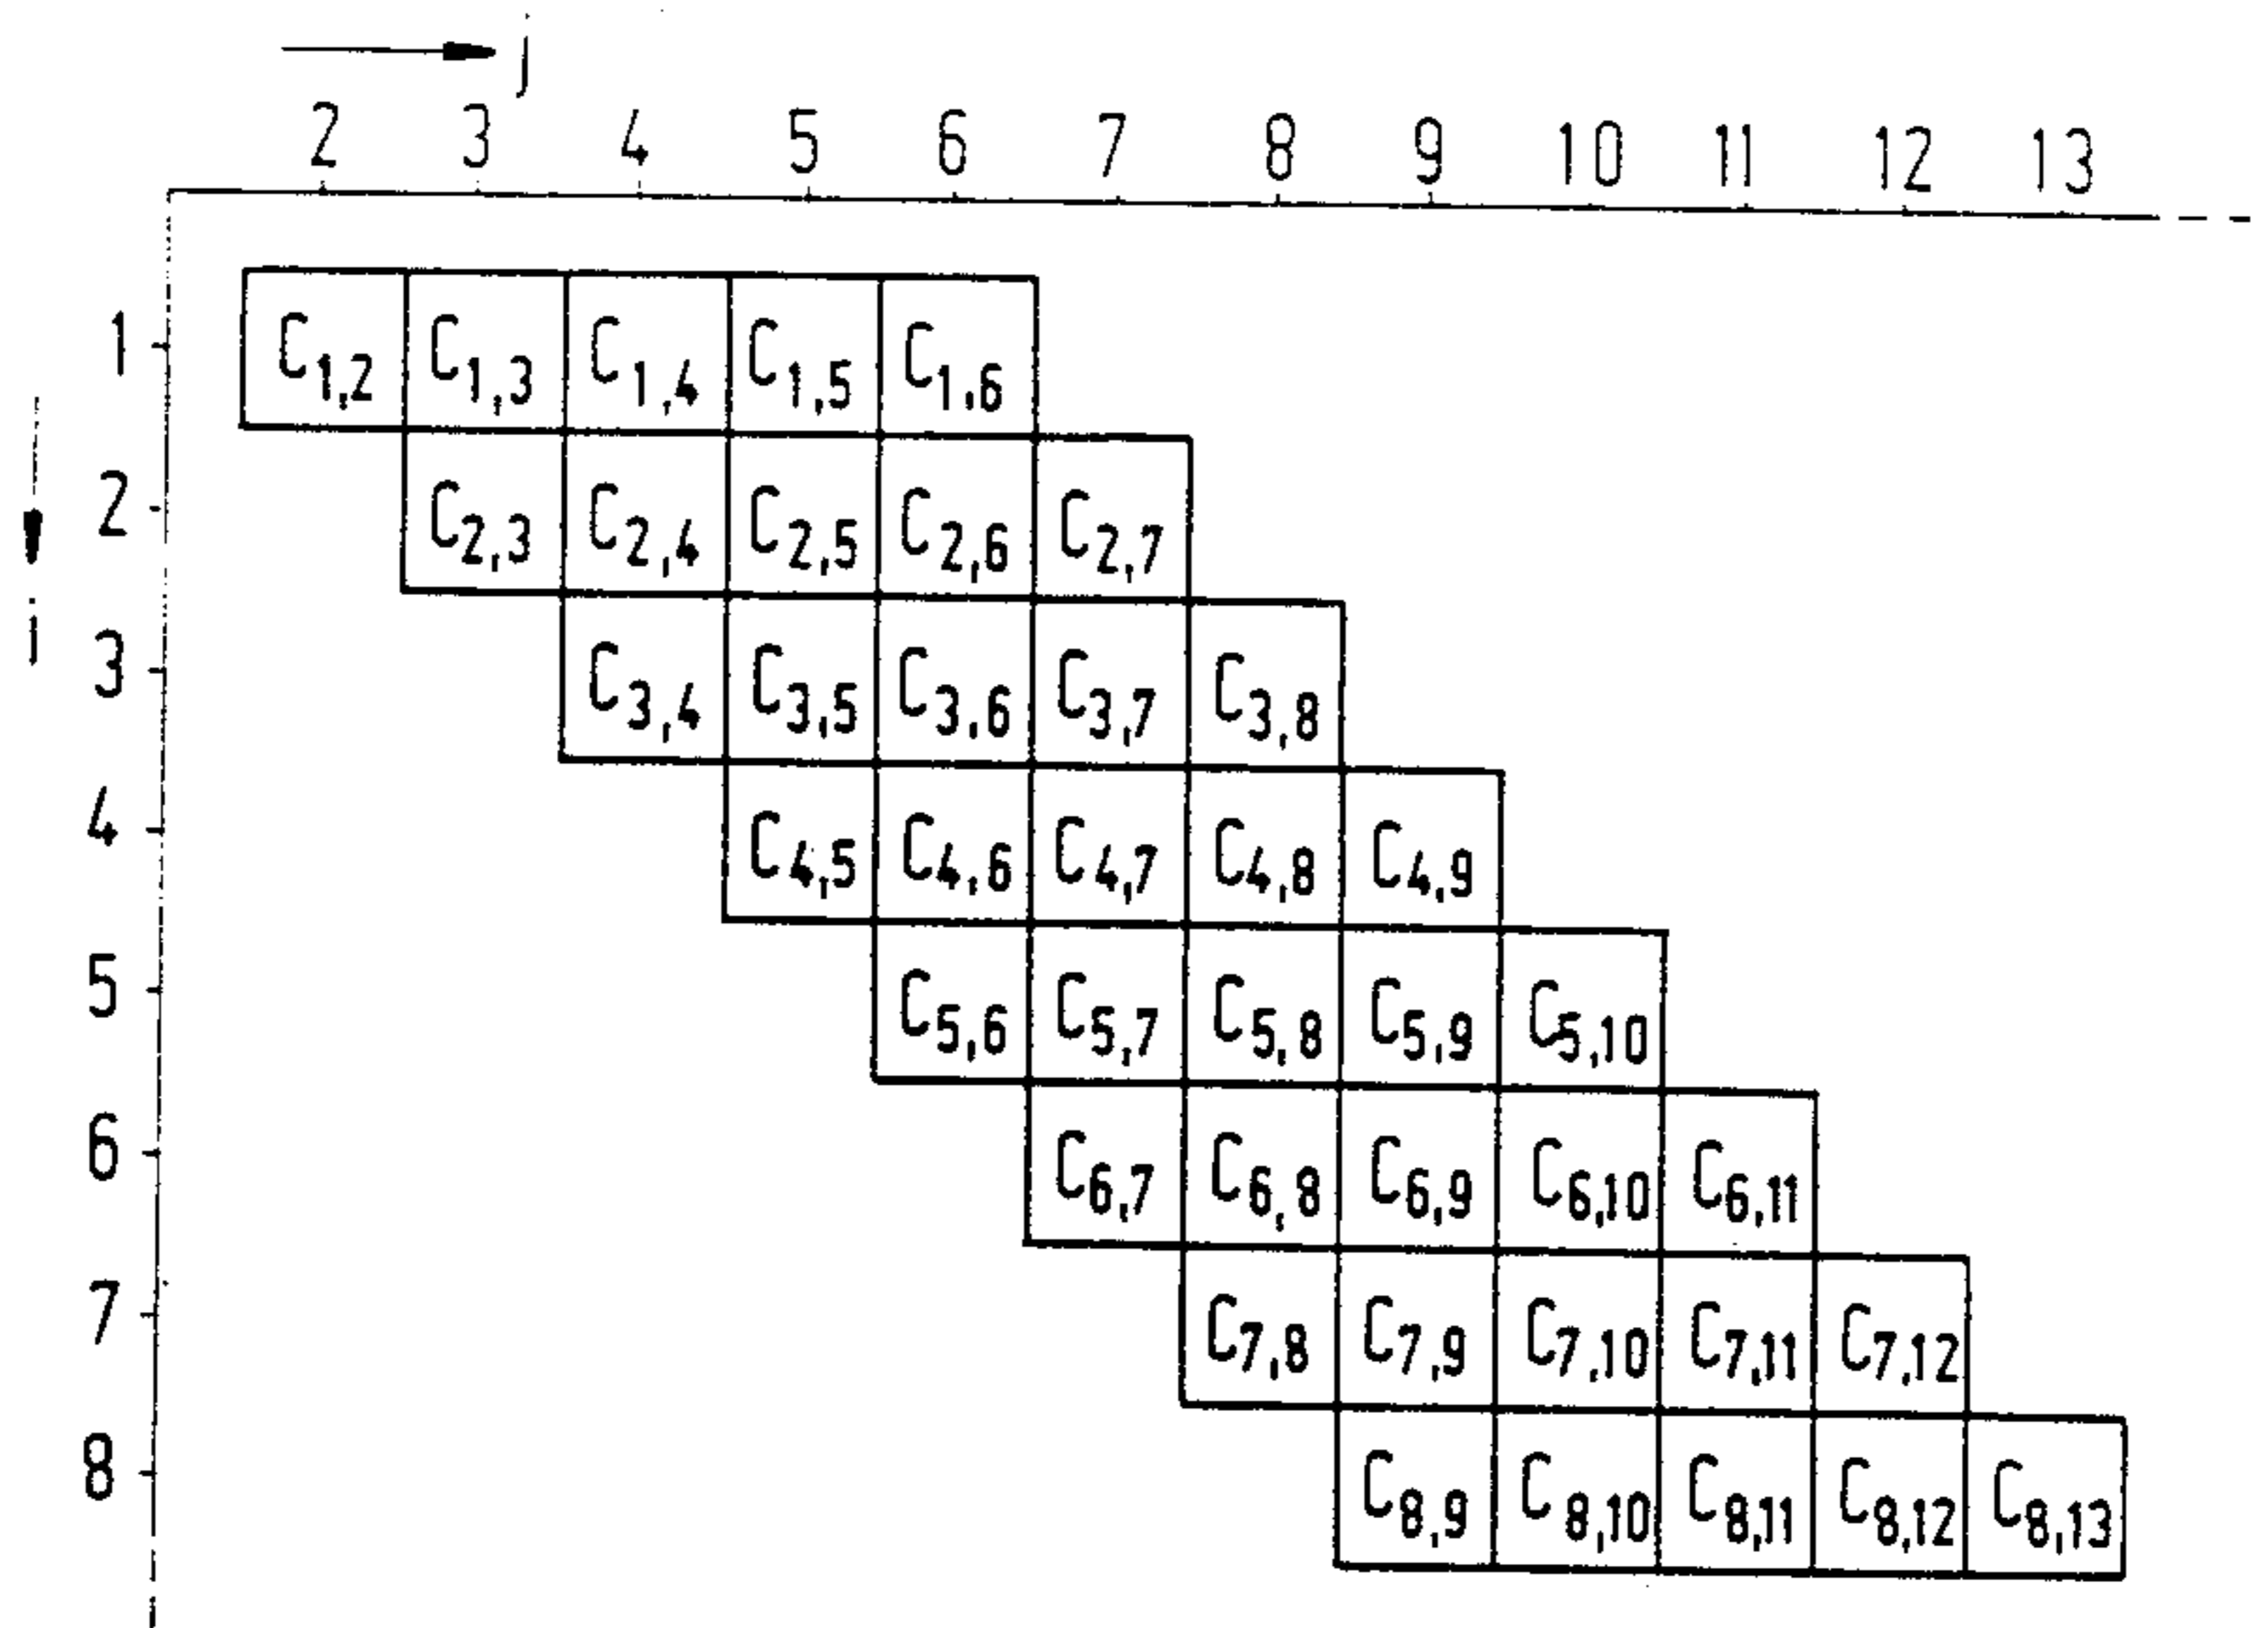 j
2 3 4 5 6 7 8 9 10 11 12 13
1 C1,2 C1,3 C1,4 C1,5 C1,6
2 C2,3 C2,4 C2,5 C2,6 C2,7
i
3 C3,4 C3,5 C3,6 C3,7 C3,8
4 C4,5 C4,6 C4,7 C4,8 C4,9
5 C5,6 C5,7 C5,8 C5,9 C5,10
6 C6,7 C6,8 C6,9 C6,10 C6,11
7 C7,8 C7,9 C7,10 C7,11 C7,12
8 C8,9 C8,10 C8,11 C8,12 C8,13